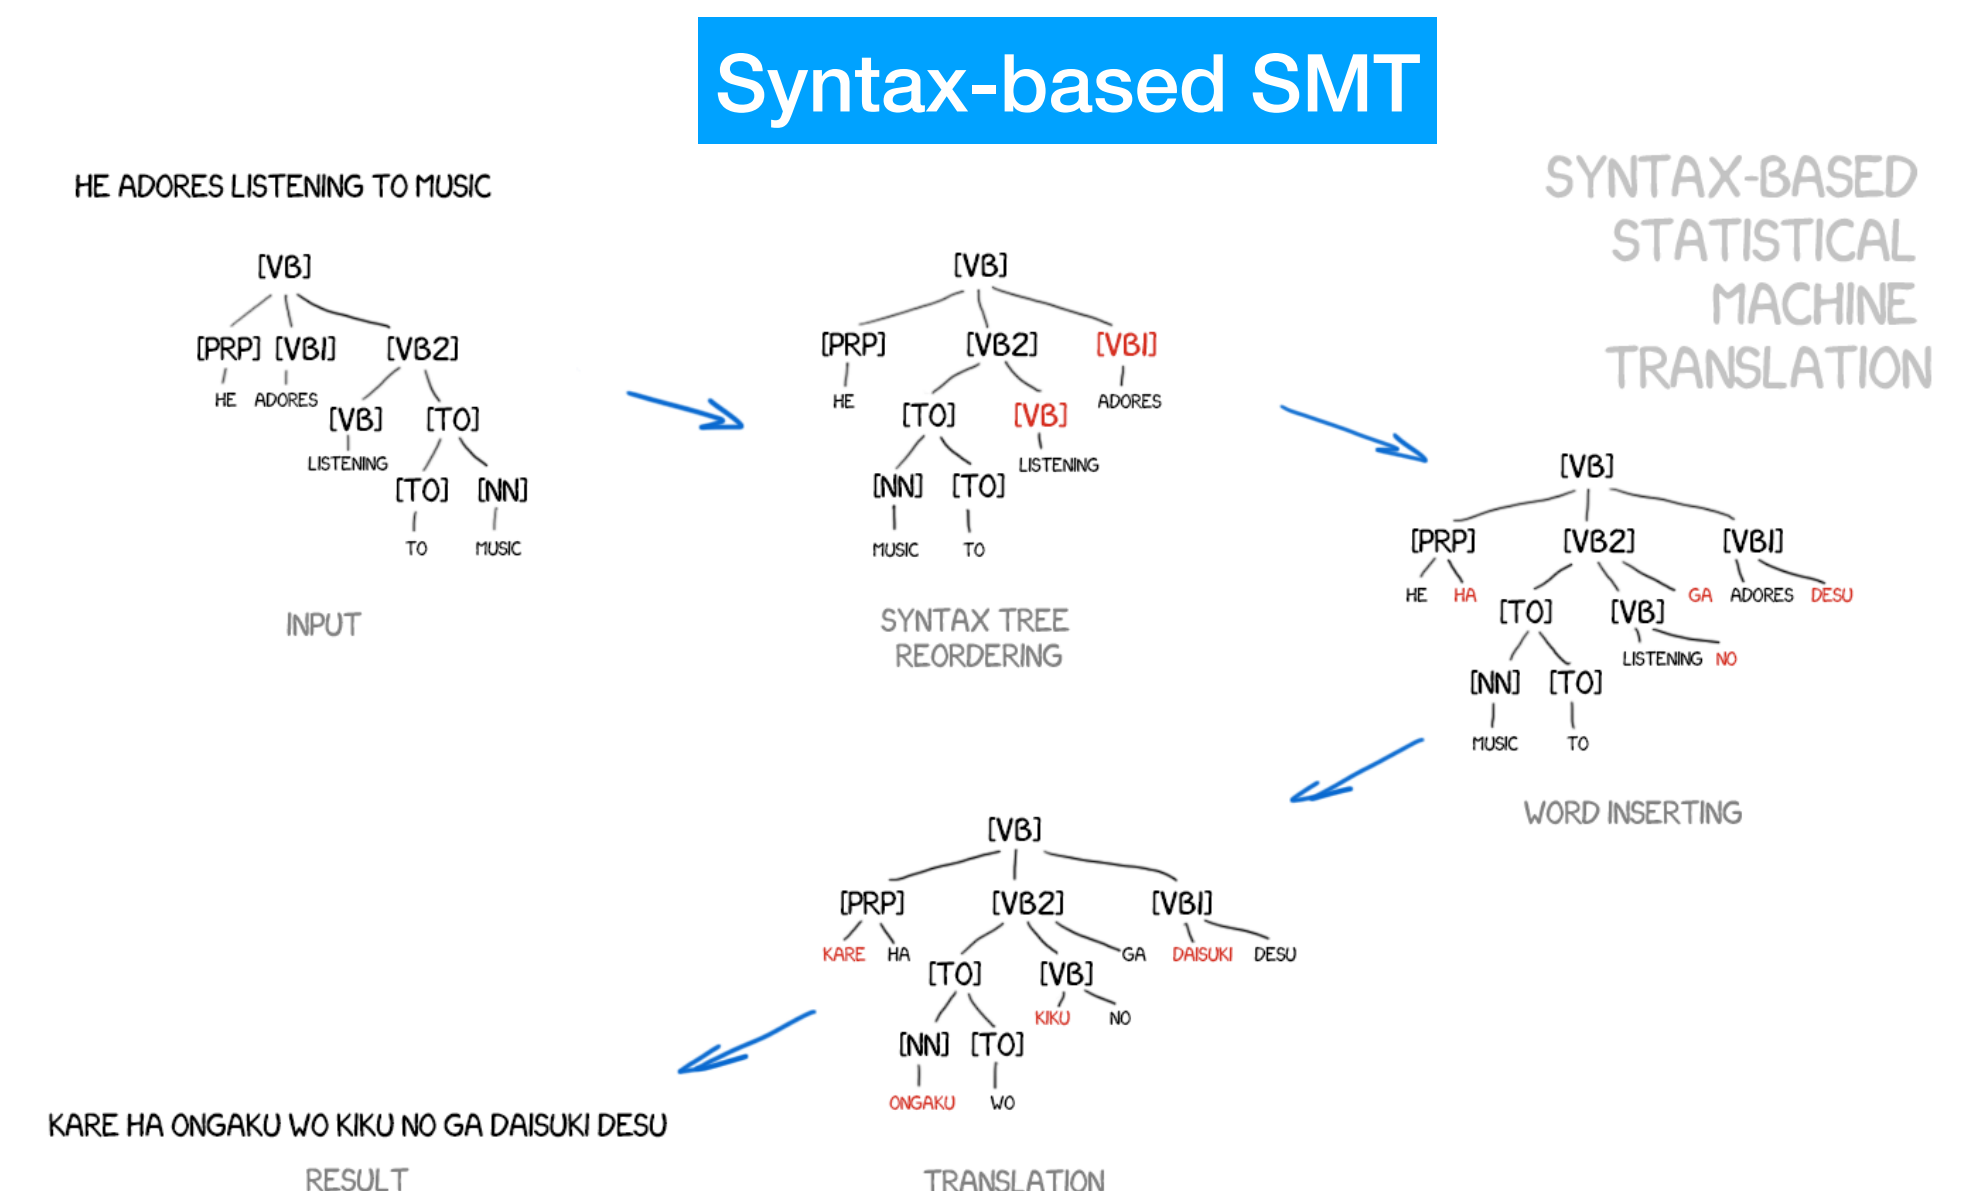 Syntax-based SMT
SYNTAX-BASED
STATISTICAL
MACHINE
TRANSLATION
HE ADORES LISTENING TO MUSIC
[VB]
[PRP] [VB1] [VB2]
HE ADORES
[VB] [TO]
LISTENING
[TO] [NN]
TO MUSIC
INPUT
[VB]
[PRP] [VB2] [VB1]
HE ADORES
[TO] [VB]
LISTENING
[NN] [TO]
MUSIC TO
SYNTAX TREE
REORDERING
[VB]
[PRP] [VB2] [VB1]
HE HA GA ADORES DESU
[TO] [VB]
LISTENING NO
[NN] [TO]
MUSIC TO
WORD INSERTING
[VB]
[PRP] [VB2] [VB1]
KARE HA GA DAISUKI DESU
[TO] [VB]
KIKU NO
[NN] [TO]
ONGAKU WO
TRANSLATION
KARE HA ONGAKU WO KIKU NO GA DAISUKI DESU
RESULT